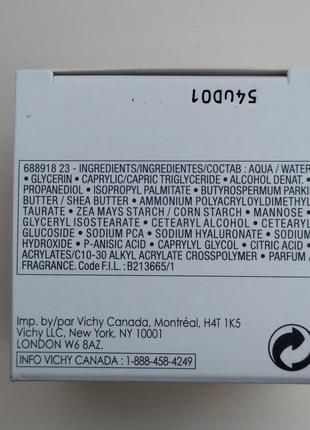 54U001
688918 23 - INGREDIENTS/INGREDIENTES/COCTAB : AQUA / WATER
• GLYCERIN • CAPRYLIC/CAPRIC TRIGLYCERIDE • ALCOHOL DENAT. •
PROPANEDIOL • ISOPROPYL PALMITATE • BUTYROSPERMUM PARKII
BUTTER / SHEA BUTTER • AMMONIUM POLYACRYLOYLDIMETHYL
TAURATE • ZEA MAYS STARCH / CORN STARCH • MANNOSE •
GLYCERYL ISOSTEARATE • CETEARYL ALCOHOL • CETEARYL
GLUCOSIDE • SODIUM PCA • SODIUM HYALURONATE • SODIUM
HYDROXIDE • P-ANISIC ACID • CAPRYLYL GLYCOL • CITRIC ACID •
ACRYLATES/C10-30 ALKYL ACRYLATE CROSSPOLYMER • PARFUM /
FRAGRANCE. Code F.I.L. : B213665/1
Imp. by/par Vichy Canada, Montréal, H4T 1K5
Vichy LLC, New York, NY 10001
LONDON W6 8AZ.
INFO VICHY CANADA : 1-888-458-4249